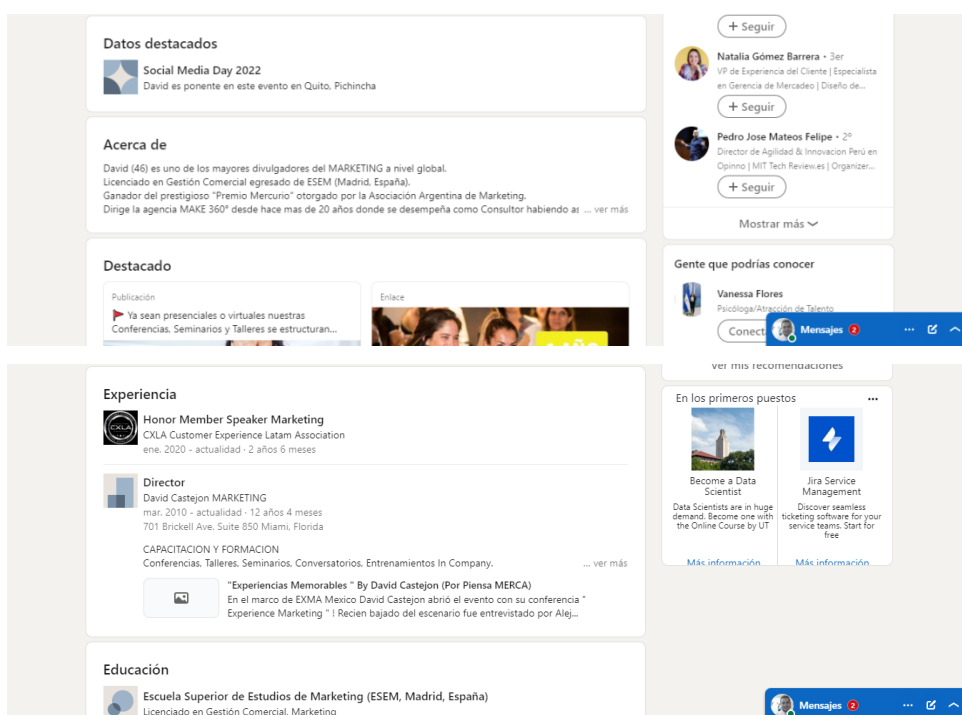 Datos destacados
Social Media Day 2022
David es ponente en este evento en Quito, Pichincha
Acerca de
David (46) es uno de los mayores divulgadores del MARKETING a nivel global.
Licenciado en Gestión Comercial egresado de ESEM (Madrid, España).
Ganador del prestigioso "Premio Mercurio" otorgado por la Asociación Argentina de Marketing.
Dirige la agencia MAKE 360° desde hace mas de 20 años donde se desempeña como Consultor habiendo as ... ver más
Destacado
Publicación
🚩 Ya sean presenciales o virtuales nuestras
Conferencias, Seminarios y Talleres se estructuran...
Enlace
+ Seguir
Natalia Gómez Barrera • 3er
VP de Experiencia del Cliente | Especialista
en Gerencia de Mercadeo | Diseño de...
+ Seguir
Pedro Jose Mateos Felipe • 2º
Director de Agilidad & Innovacion Perú en
Opinno | MIT Tech Review.es | Organizer...
+ Seguir
Mostrar más
Gente que podrías conocer
Vanessa Flores
Psicóloga/Atracción de Talento
Conect
Mensajes 2
Experiencia
CXLA
Honor Member Speaker Marketing
CXLA Customer Experience Latam Association
ene. 2020 - actualidad · 2 años 6 meses
Director
David Castejon MARKETING
mar. 2010 - actualidad · 12 años 4 meses
701 Brickell Ave. Suite 850 Miami, Florida
CAPACITACION Y FORMACION
Conferencias, Talleres, Seminarios, Conversatorios, Entrenamientos In Company. ... ver más
"Experiencias Memorables " By David Castejon (Por Piensa MERCA)
En el marco de EXMA Mexico David Castejon abrió el evento con su conferencia "
Experience Marketing " ! Recien bajado del escenario fue entrevistado por Alej...
Educación
Escuela Superior de Estudios de Marketing (ESEM, Madrid, España)
Licenciado en Gestión Comercial, Marketing
Ver mis recomendaciones
En los primeros puestos
Become a Data
Scientist
Data Scientists are in huge
demand. Become one with
the Online Course by UT
Más información
Jira Service
Management
Discover seamless
ticketing software for your
service teams. Start for
free
Más información
Mensajes 2